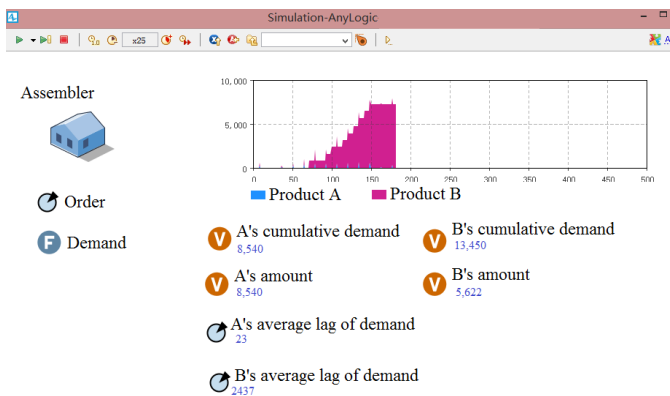 Simulation-AnyLogic
x25
Assembler
Order
F Demand
10,000
5,000
0
0 50 100 150 200 250 300 350 400 450 500
Product A Product B
V A's cumulative demand
8,540
V B's cumulative demand
13,450
V A's amount
8,540
V B's amount
5,622
A's average lag of demand
23
B's average lag of demand
2437